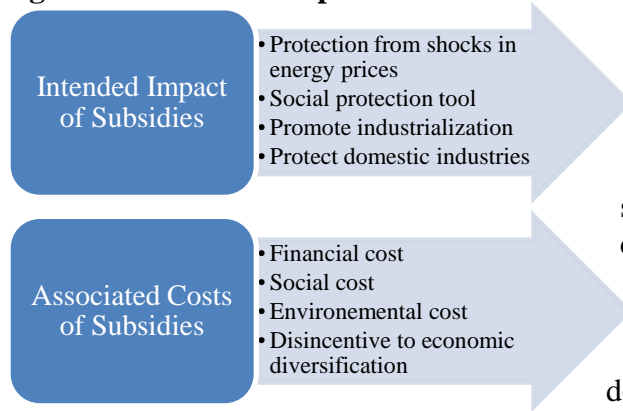 Intended Impact
of Subsidies
• Protection from shocks in
energy prices
• Social protection tool
• Promote industrialization
• Protect domestic industries
Associated Costs
of Subsidies
• Financial cost
• Social cost
• Environemental cost
• Disincentive to economic
diversification